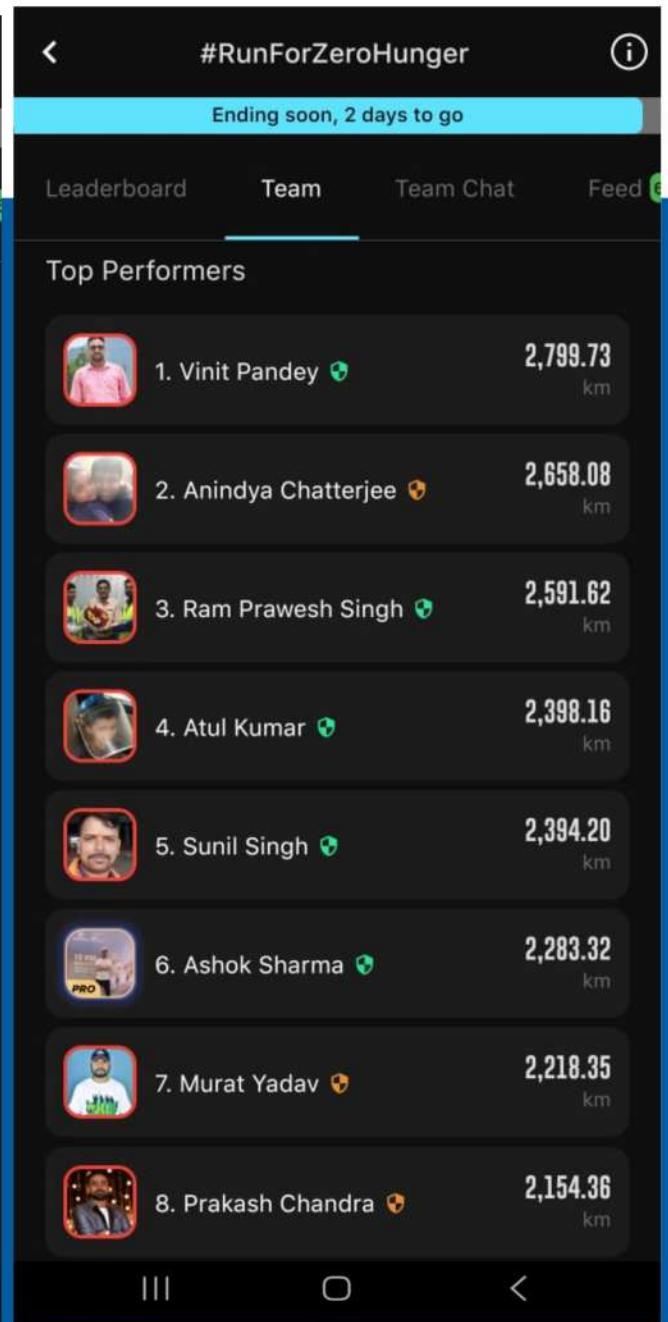 #RunForZeroHunger
Ending soon, 2 days to go
Leaderboard Team Team Chat Feed
Top Performers
1. Vinit Pandey 2,799.73 km
2. Anindya Chatterjee 2,658.08 km
3. Ram Prawesh Singh 2,591.62 km
4. Atul Kumar 2,398.16 km
5. Sunil Singh 2,394.20 km
PRO
6. Ashok Sharma 2,283.32 km
7. Murat Yadav 2,218.35 km
8. Prakash Chandra 2,154.36 km